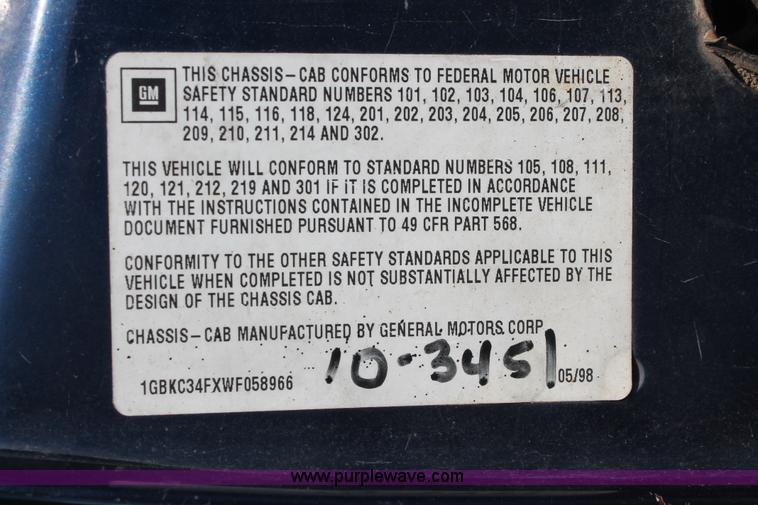 GM
THIS CHASSIS-CAB CONFORMS TO FEDERAL MOTOR VEHICLE
SAFETY STANDARD NUMBERS 101, 102, 103, 104, 106, 107, 113,
114, 115, 116, 118, 124, 201, 202, 203, 204, 205, 206, 207, 208,
209, 210, 211, 214 AND 302.
THIS VEHICLE WILL CONFORM TO STANDARD NUMBERS 105, 108, 111,
120, 121, 212, 219 AND 301 IF IT IS COMPLETED IN ACCORDANCE
WITH THE INSTRUCTIONS CONTAINED IN THE INCOMPLETE VEHICLE
DOCUMENT FURNISHED PURSUANT TO 49 CFR PART 568.
CONFORMITY TO THE OTHER SAFETY STANDARDS APPLICABLE TO THIS
VEHICLE WHEN COMPLETED IS NOT SUBSTANTIALLY AFFECTED BY THE
DESIGN OF THE CHASSIS CAB.
CHASSIS-CAB MANUFACTURED BY GENERAL MOTORS CORP
1GBKC34FXWF058966 10-3451 05/98
www.purplewave.com